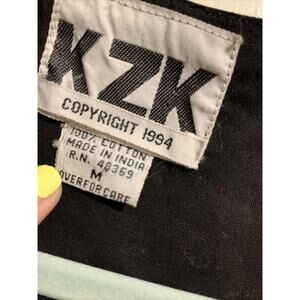 KZK
COPYRIGHT 1994
100% COTTON
MADE IN INDIA
R.N. 48369
M
OVER FOR CARE